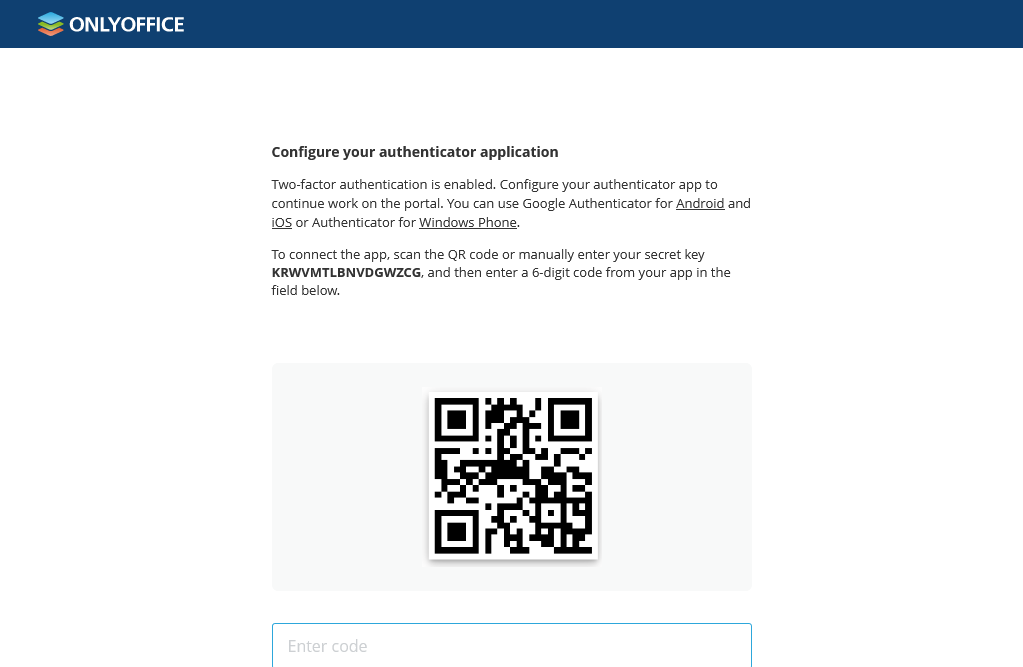 ONLYOFFICE
Configure your authenticator application
Two-factor authentication is enabled. Configure your authenticator app to
continue work on the portal. You can use Google Authenticator for Android and
iOS or Authenticator for Windows Phone.
To connect the app, scan the QR code or manually enter your secret key
KRWVMTLBNVDGWZCG, and then enter a 6-digit code from your app in the
field below.
Enter code